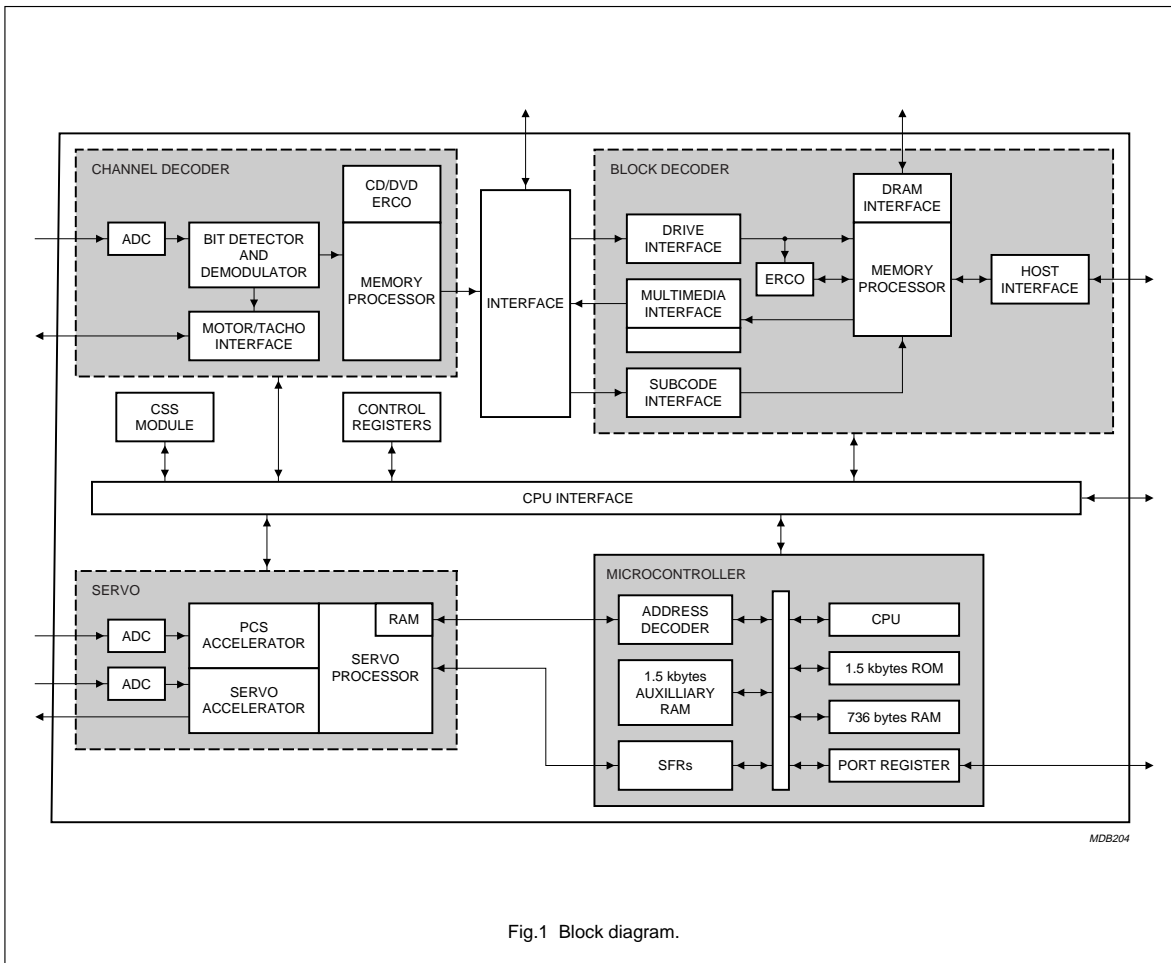 CHANNEL DECODER
ADC
BIT DETECTOR
AND
DEMODULATOR
MOTOR/TACHO
INTERFACE
CD/DVD
ERCO
MEMORY
PROCESSOR
INTERFACE
BLOCK DECODER
DRIVE
INTERFACE
ERCO
MULTIMEDIA
INTERFACE
SUBCODE
INTERFACE
DRAM
INTERFACE
MEMORY
PROCESSOR
HOST
INTERFACE
CSS
MODULE
CONTROL
REGISTERS
CPU INTERFACE
SERVO
ADC
ADC
PCS
ACCELERATOR
SERVO
ACCELERATOR
RAM
SERVO
PROCESSOR
MICROCONTROLLER
ADDRESS
DECODER
1.5 kbytes
AUXILLIARY
RAM
SFRs
CPU
1.5 kbytes ROM
736 bytes RAM
PORT REGISTER
MDB204
Fig.1 Block diagram.